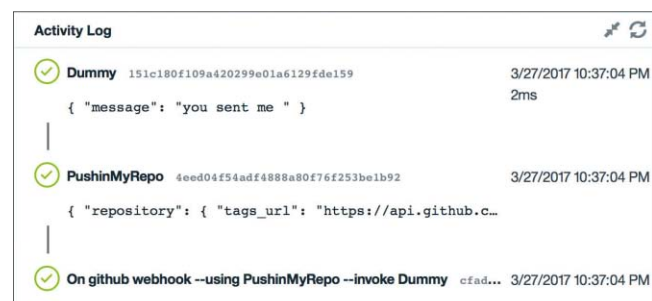 Activity Log
Dummy 151c180f109a420299e01a6129fde159 3/27/2017 10:37:04 PM
2ms
{ "message": "you sent me " }
PushinMyRepo 4eed04f54adf4888a80f76f253be1b92 3/27/2017 10:37:04 PM
{ "repository": { "tags_url": "https://api.github.c…
On github webhook --using PushinMyRepo --invoke Dummy cfad… 3/27/2017 10:37:04 PM